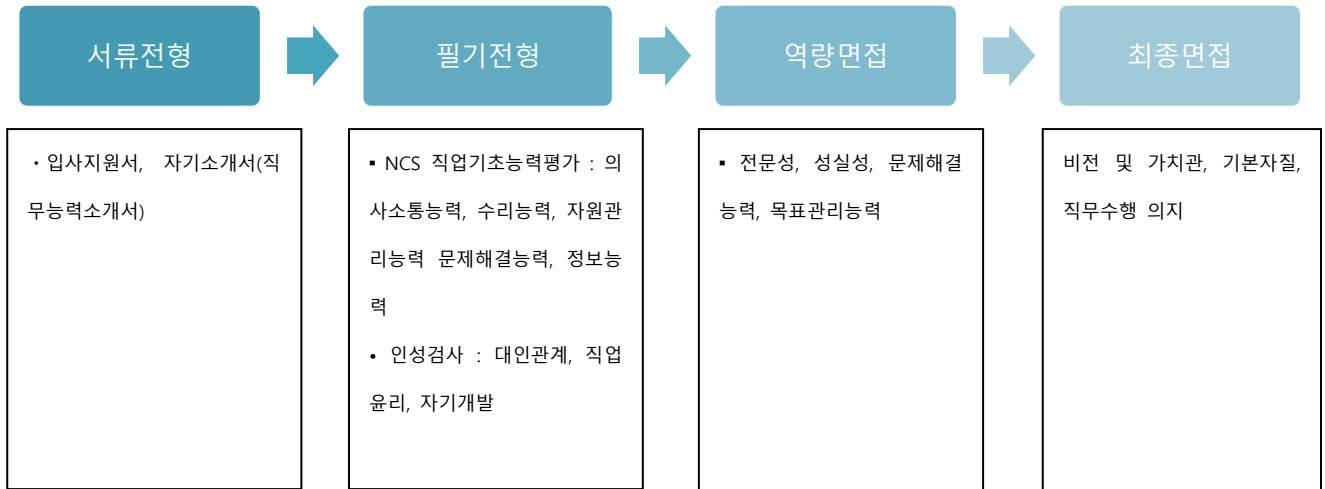 서류전형
필기전형
역량면접
최종면접
・입사지원서, 자기소개서(직
무능력소개서)
▪ NCS 직업기초능력평가 : 의
사소통능력, 수리능력, 자원관
리능력 문제해결능력, 정보능
력
• 인성검사 : 대인관계, 직업
윤리, 자기개발
▪ 전문성, 성실성, 문제해결
능력, 목표관리능력
비전 및 가치관, 기본자질,
직무수행 의지